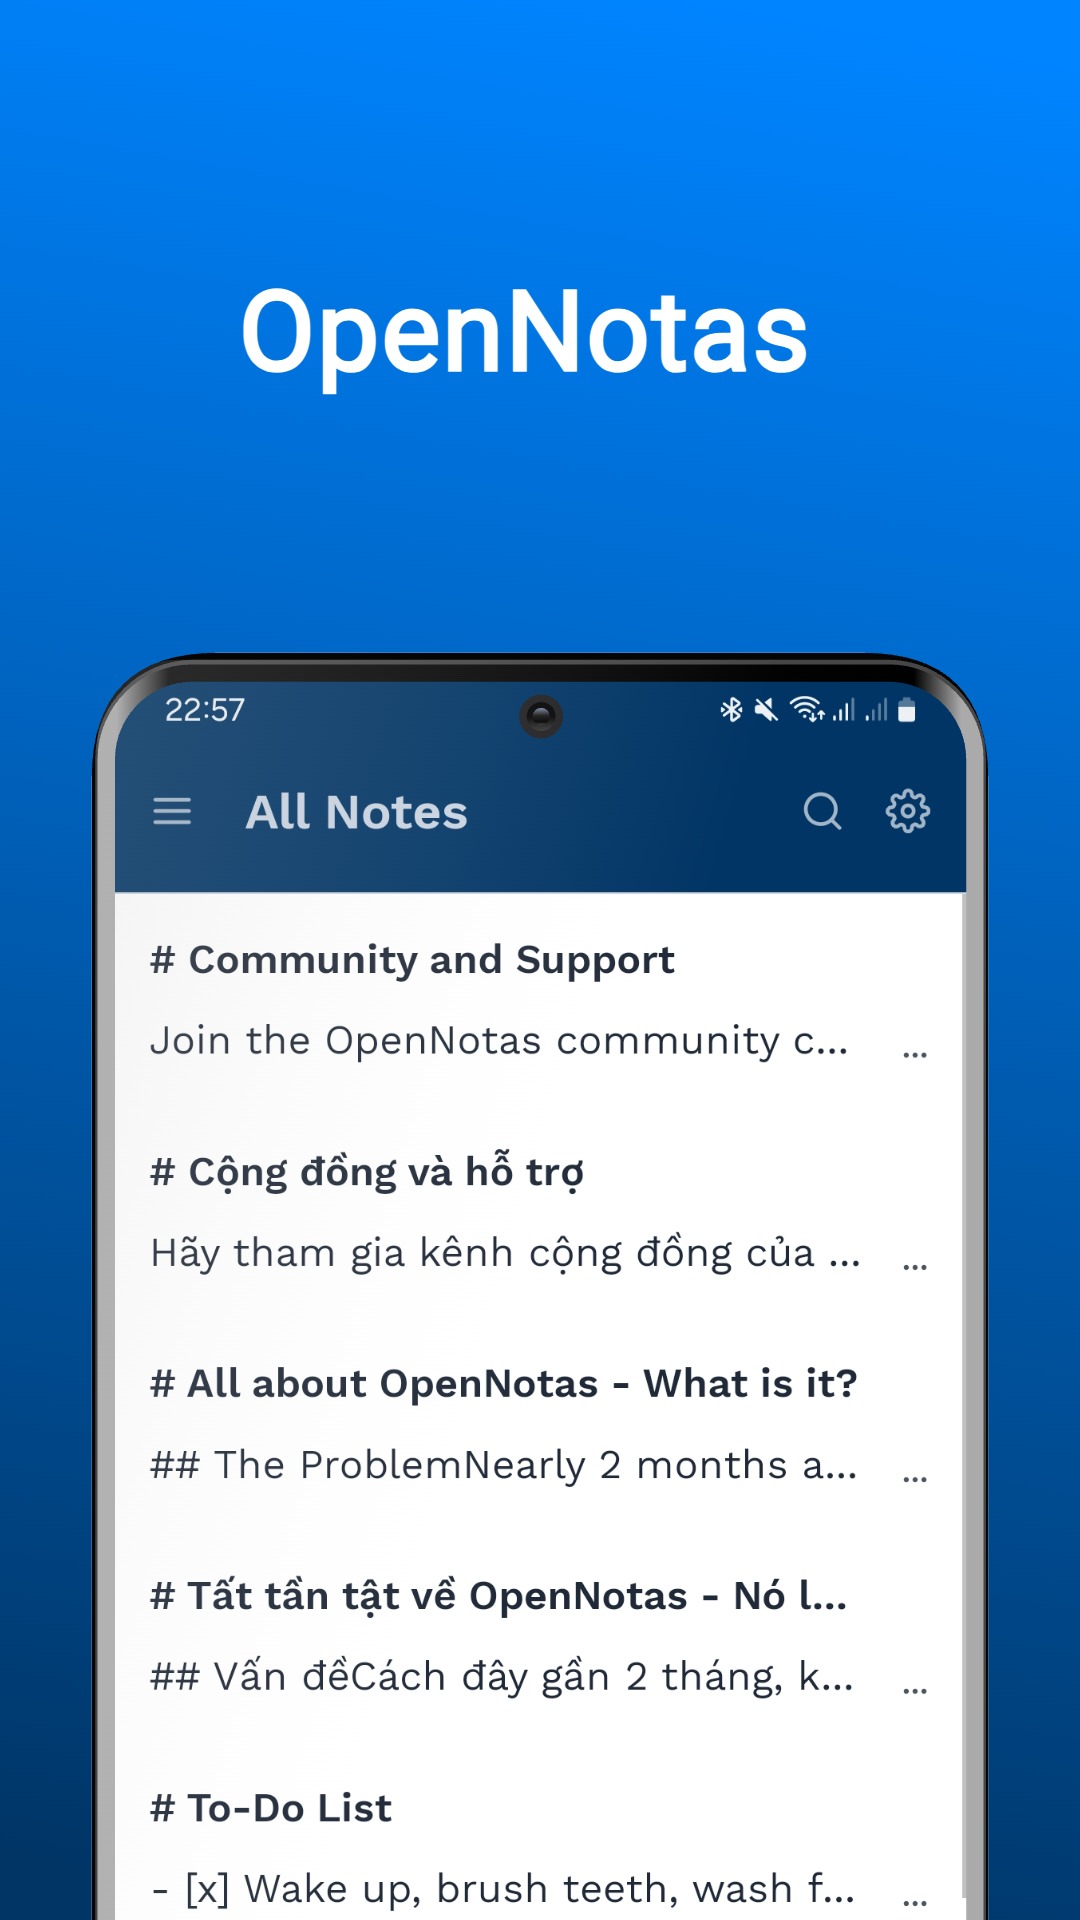 OpenNotas
22:57
All Notes
# Community and Support
Join the OpenNotas community c...
...
# Cộng đồng và hỗ trợ
Hãy tham gia kênh cộng đồng của ...
...
# All about OpenNotas - What is it?
## The ProblemNearly 2 months a...
...
# Tất tần tật về OpenNotas - Nó l...
## Vấn đềCách đây gần 2 tháng, k...
...
# To-Do List
- [x] Wake up, brush teeth, wash f...
...